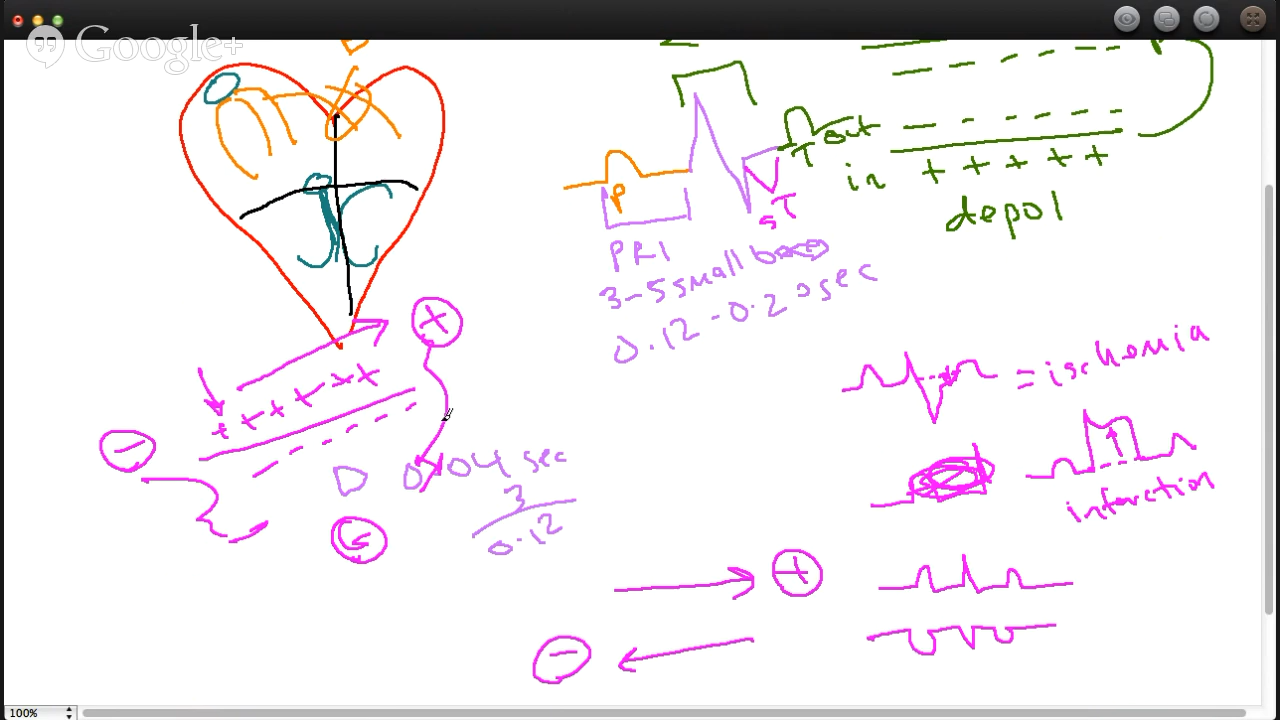 Google+
P
T
out
in
+ + + + +
depol
ST
PRI
3-5 small boxes
0.12 - 0.20 sec
+
+ + + + + +
-
0.04 sec
3
0.12
G
= ischemia
infarction
+
-
100%